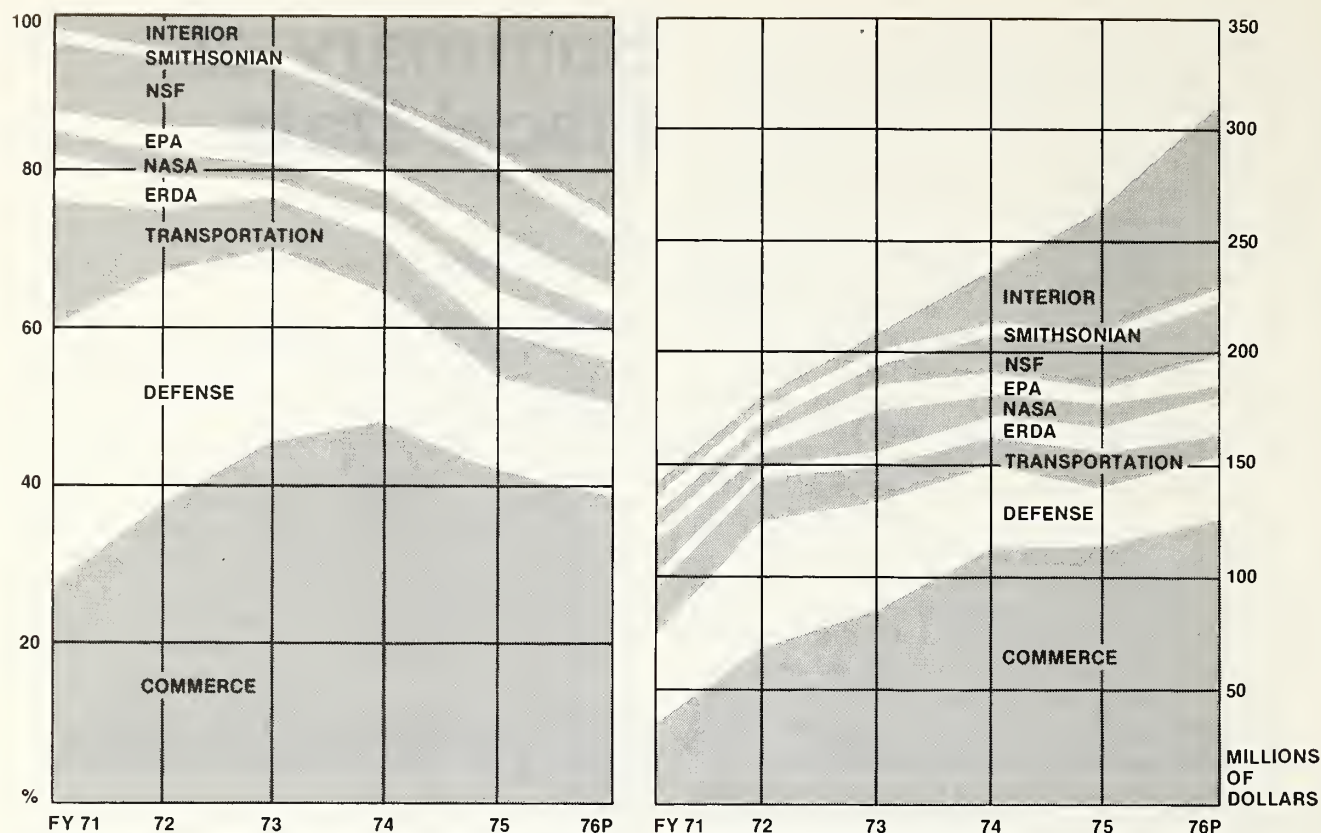 100
80
60
40
20
%
INTERIOR
SMITHSONIAN
NSF
EPA
NASA
ERDA
TRANSPORTATION
DEFENSE
COMMERCE
FY 71 72 73 74 75 76P
350
300
250
200
150
100
50
MILLIONS
OF
DOLLARS
INTERIOR
SMITHSONIAN
NSF
EPA
NASA
ERDA
TRANSPORTATION
DEFENSE
COMMERCE
FY 71 72 73 74 75 76P